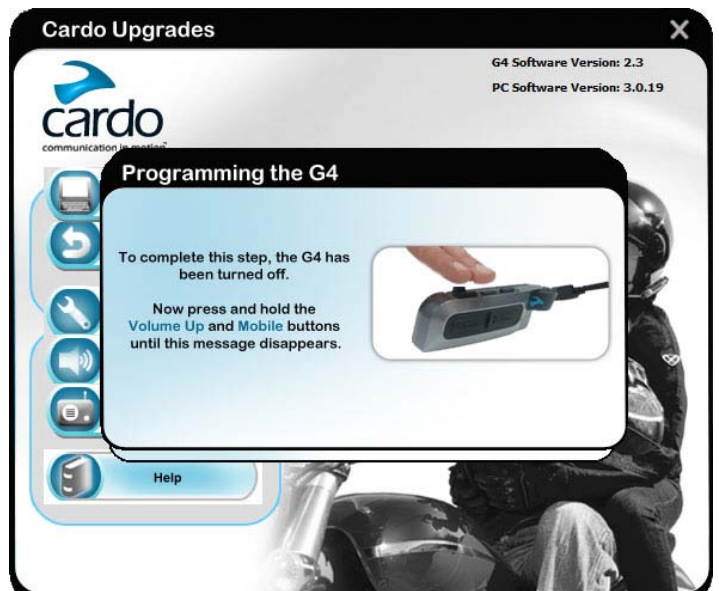 Cardo Upgrades
G4 Software Version: 2.3
PC Software Version: 3.0.19
cardo
communication in motion
Programming the G4
To complete this step, the G4 has
been turned off.
Now press and hold the
Volume Up and Mobile buttons
until this message disappears.
Help